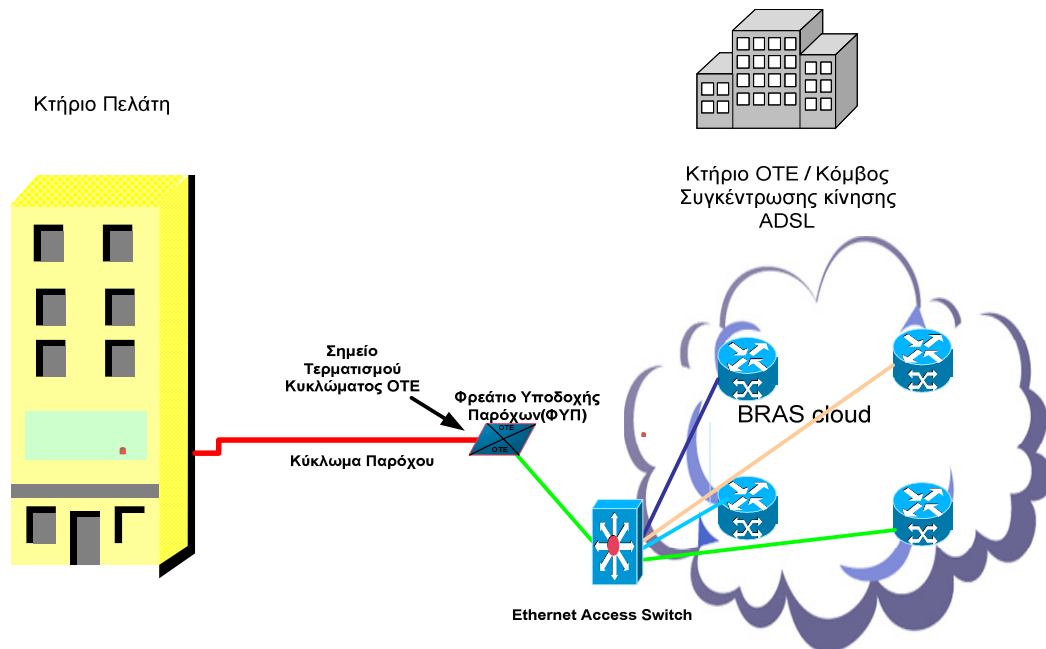 Κτήριο Πελάτη
Κτήριο ΟΤΕ / Κόμβος
Συγκέντρωσης κίνησης
ADSL
Σημείο
Τερματισμού
Κυκλώματος ΟΤΕ
Φρεάτιο Υποδοχής
Παρόχων(ΦΥΠ)
OTE
OTE
Κύκλωμα Παρόχου
BRAS cloud
Ethernet Access Switch